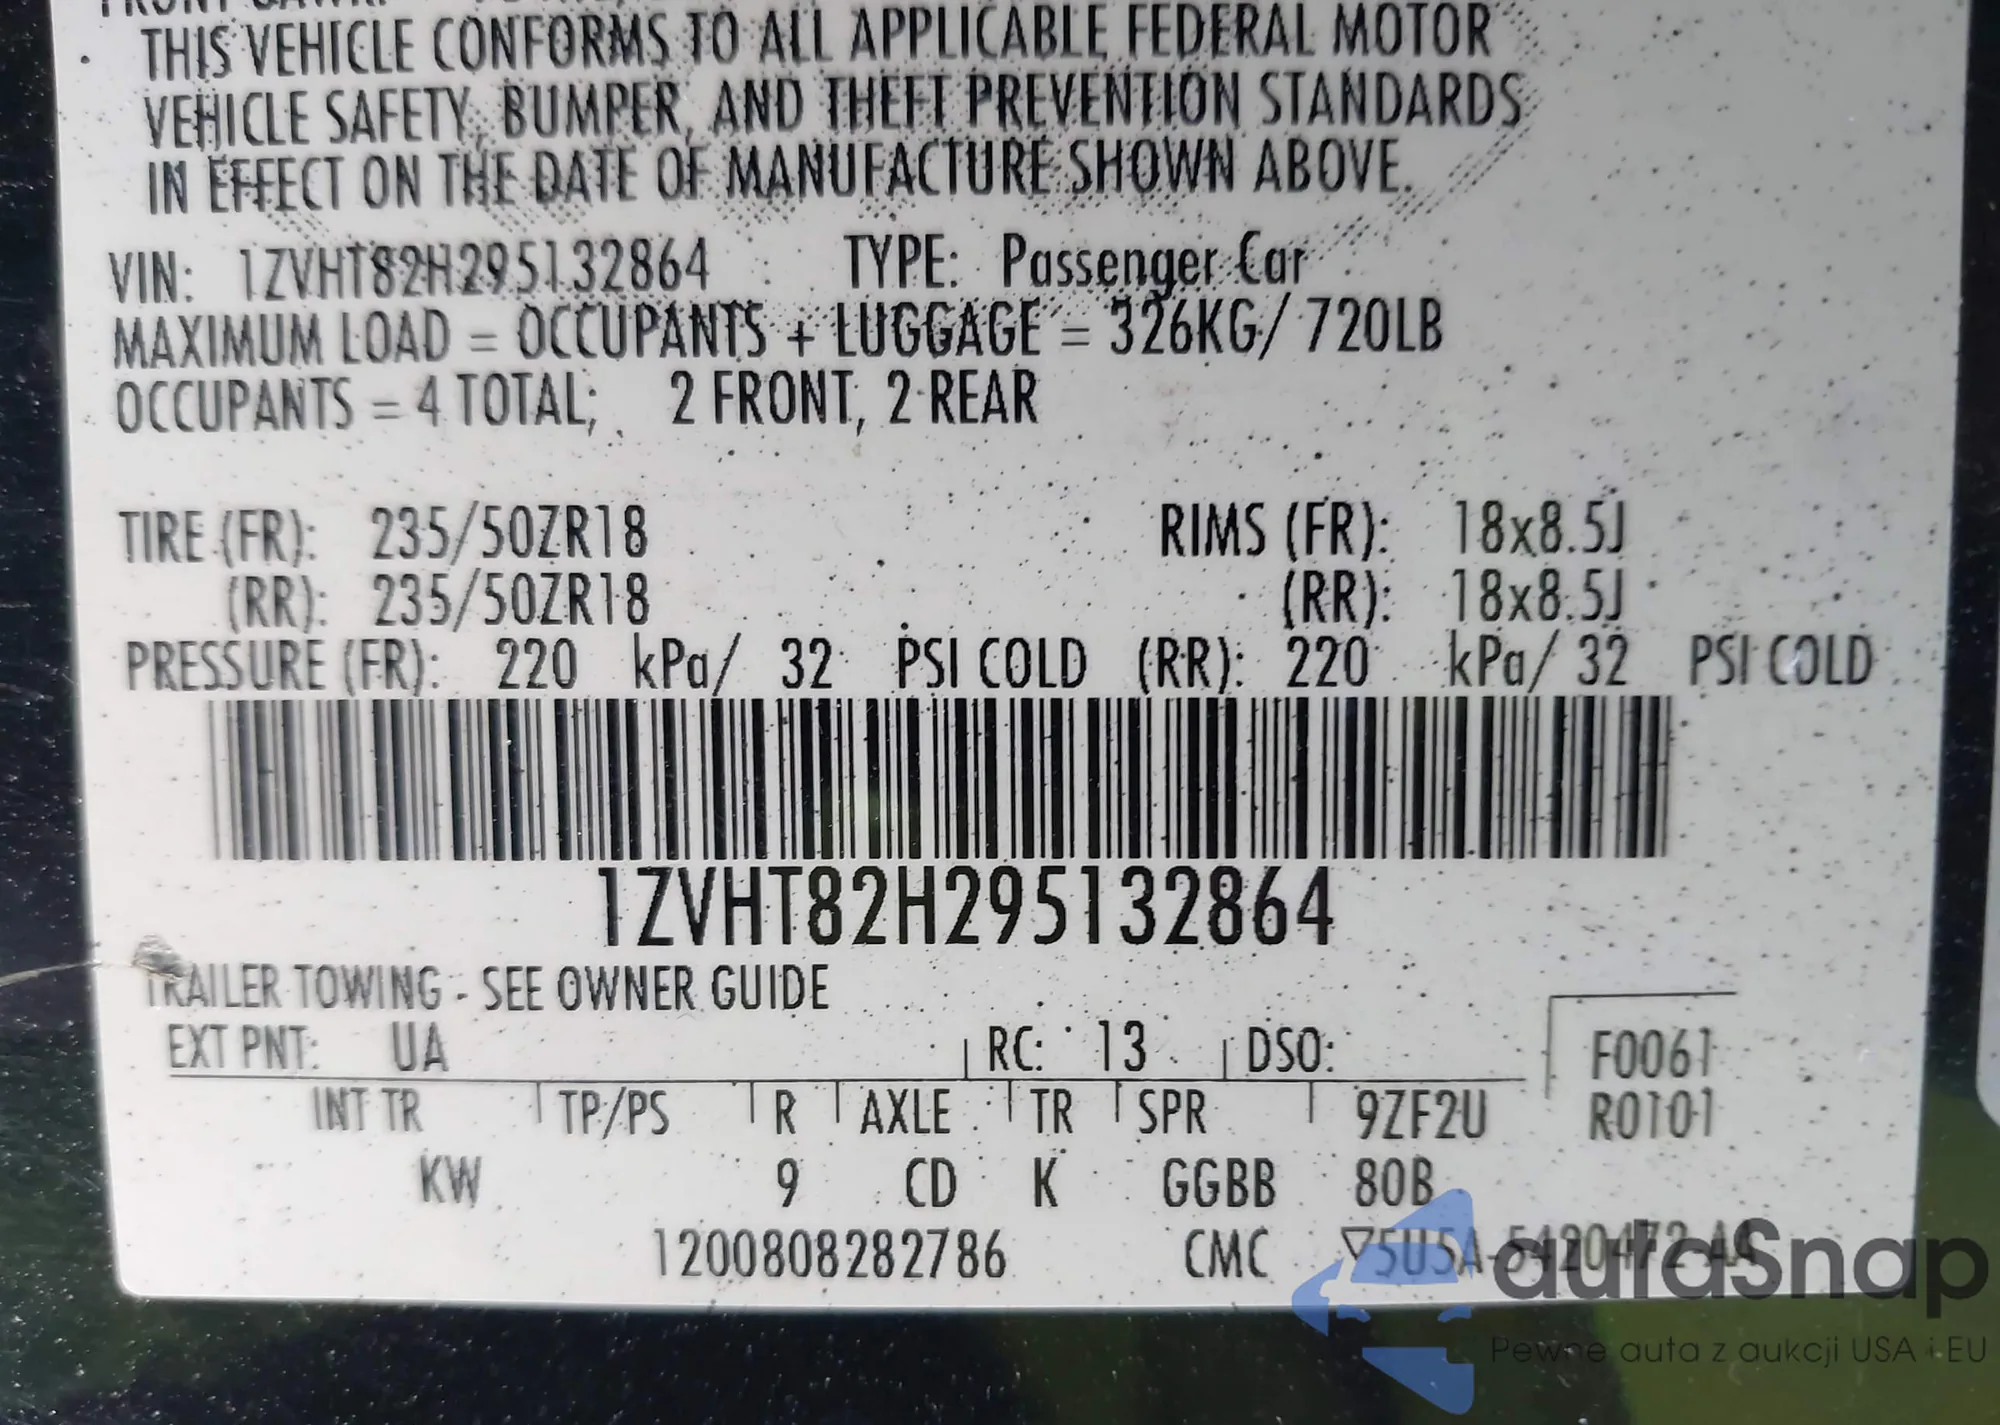 THIS VEHICLE CONFORMS TO ALL APPLICABLE FEDERAL MOTOR
VEHICLE SAFETY, BUMPER, AND THEFT PREVENTION STANDARDS
IN EFFECT ON THE DATE OF MANUFACTURE SHOWN ABOVE.
VIN: 1ZVHT82H295132864 TYPE: Passenger Car
MAXIMUM LOAD = OCCUPANTS + LUGGAGE = 326KG/ 720LB
OCCUPANTS = 4 TOTAL; 2 FRONT, 2 REAR
TIRE (FR): 235/50ZR18 RIMS (FR): 18x8.5J
(RR): 235/50ZR18 (RR): 18x8.5J
PRESSURE (FR): 220 kPa/ 32 PSI COLD (RR): 220 kPa/ 32 PSI COLD
1ZVHT82H295132864
TRAILER TOWING - SEE OWNER GUIDE
EXT PNT: UA RC: 13 DSO: F0061
INT TR TP/PS R AXLE TR SPR 9ZF2U R0101
KW 9 CD K GGBB 80B
1200808282786 CMC ▽5U5A-5420472-AA
autaSnap
Pewne auta z aukcji USA i EU